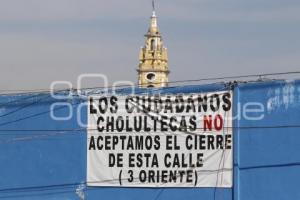 LOS CIUDADANOS
CHOLULTECAS NO
ACEPTAMOS EL CIERRE
DE ESTA CALLE
( 3 ORIENTE )